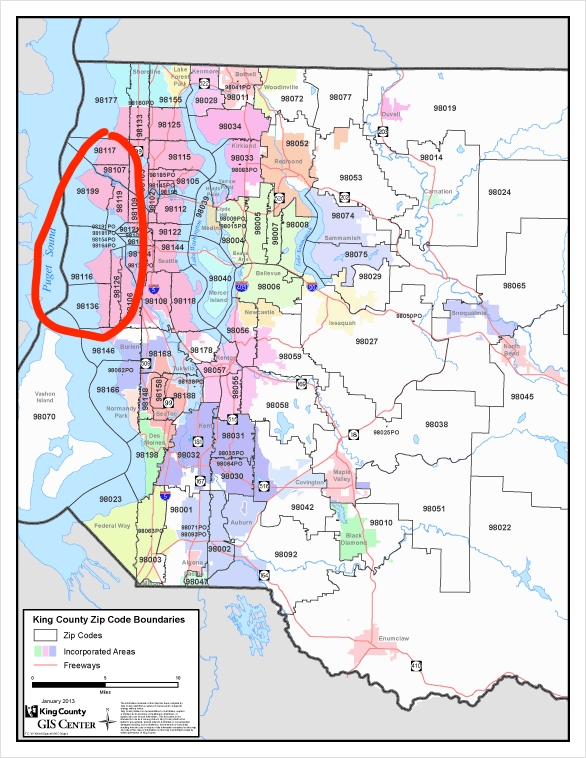 Shoreline
Lake
Forest
Park
Kenmore
Bothell
Woodinville
98177
98155
98028
98041PO
98011
98072
98077
Duvall
98019
98133
98125
98034
98117
98115
Kirkland
98033
98083PO
98052
Redmond
98014
98053
Carnation
98024
98107
98105
98199
98119
98109
98102
98112
98039
Medina
98004
98005
98007
98008
98074
Sammamish
98122
98144
Seattle
Puget Sound
98075
98029
Bellevue
98006
98040
Mercer
Island
98116
98126
98136
98108
98118
98065
Snoqualmie
98050PO
Newcastle
Issaquah
98027
98056
North
Bend
98045
98146
Burien
98168
98178
Renton
98059
98062PO
98166
98148
98158
98188
Tukwila
98057
98055
98138PO
Vashon
Island
98070
Normandy
Park
SeaTac
98058
98038
98025PO
Des
Moines
98198
Kent
98032
98031
98035PO
98064PO
98030
Covington
Maple
Valley
98042
98051
98010
Black
Diamond
98022
98023
Federal Way
98063PO
98003
98001
98071PO
98093PO
Auburn
98002
98092
Algona
98047
Enumclaw
King County Zip Code Boundaries
Zip Codes
Incorporated Areas
Freeways
0
5
10
Miles
January 2013
King County
GIS CENTER